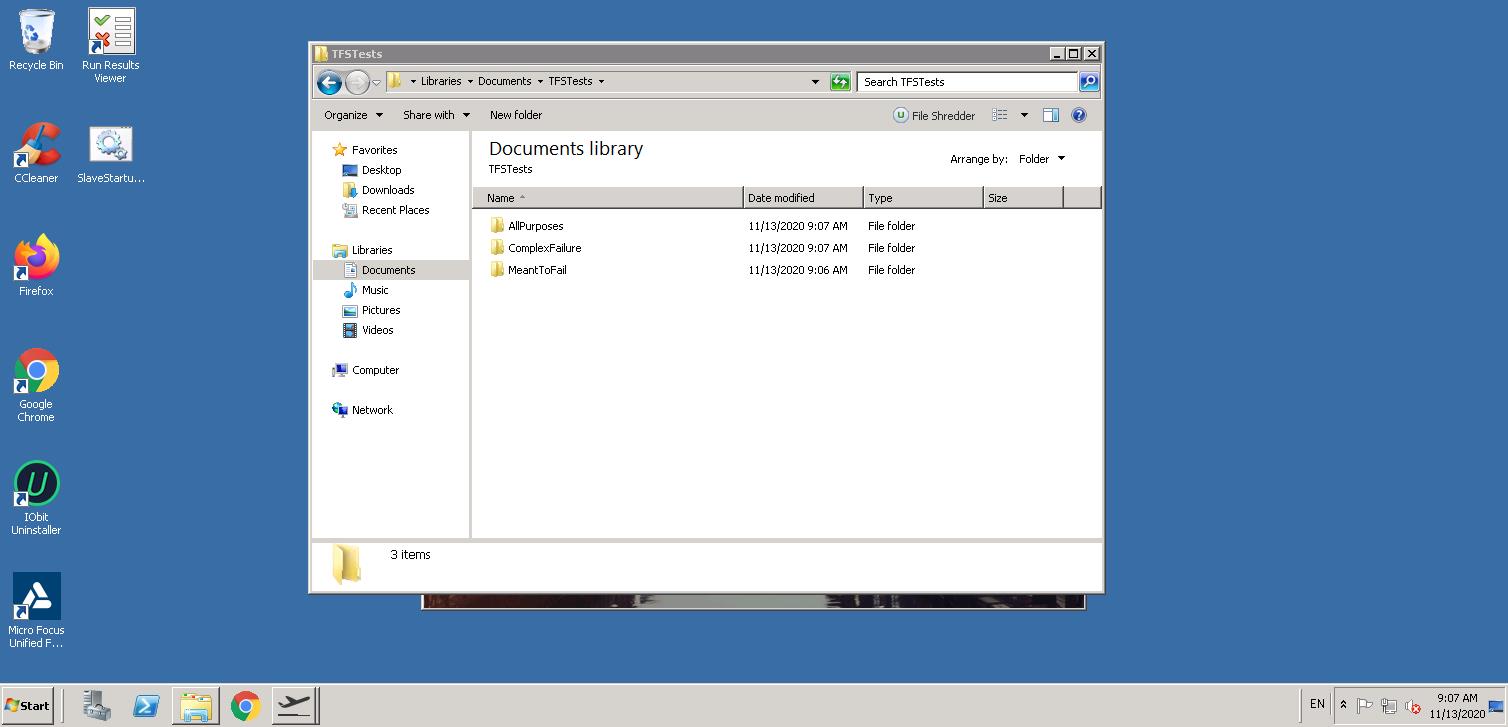 Recycle Bin
Run Results
Viewer
CCleaner
SlaveStartu...
Firefox
Google
Chrome
IObit
Uninstaller
Micro Focus
Unified F...
TFSTests
Libraries Documents TFSTests
Search TFSTests
Organize Share with New folder
File Shredder
Favorites
Desktop
Downloads
Recent Places
Libraries
Documents
Music
Pictures
Videos
Computer
Network
Documents library
TFSTests
Arrange by: Folder
Name Date modified Type Size
AllPurposes 11/13/2020 9:07 AM File folder
ComplexFailure 11/13/2020 9:07 AM File folder
MeantToFail 11/13/2020 9:06 AM File folder
3 items
Start
EN
9:07 AM
11/13/2020